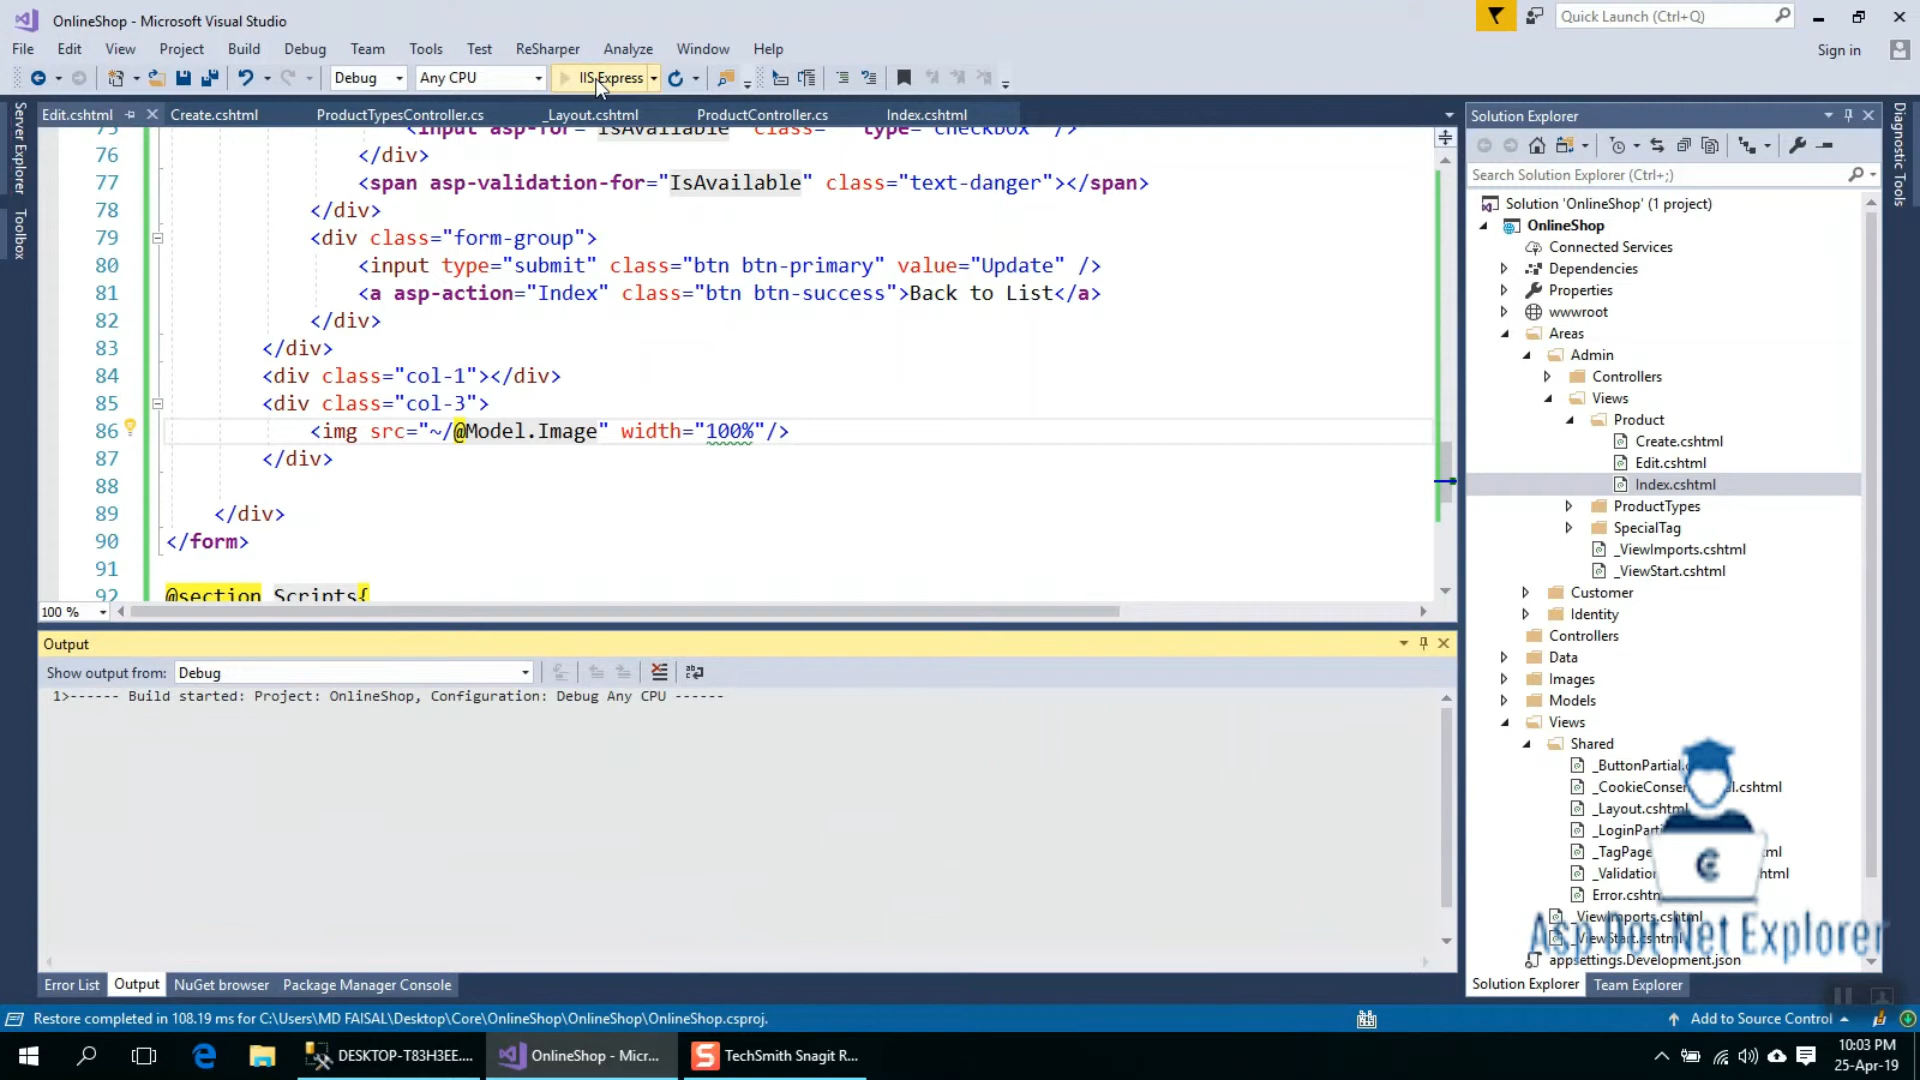 OnlineShop - Microsoft Visual Studio
Quick Launch (Ctrl+Q)
File Edit View Project Build Debug Team Tools Test ReSharper Analyze Window Help
Sign in
Debug Any CPU IIS Express
Server Explorer
Toolbox
Edit.cshtml Create.cshtml ProductTypesController.cs _Layout.cshtml ProductController.cs Index.cshtml
75 <input asp-for="IsAvailable" class=" type="checkbox" />
76 </div>
77 <span asp-validation-for="IsAvailable" class="text-danger"></span>
78 </div>
79 <div class="form-group">
80 <input type="submit" class="btn btn-primary" value="Update" />
81 <a asp-action="Index" class="btn btn-success">Back to List</a>
82 </div>
83 </div>
84 <div class="col-1"></div>
85 <div class="col-3">
86 <img src="~/@Model.Image" width="100%"/>
87 </div>
88
89 </div>
90 </form>
91
92 @section Scripts{
100 %
Output
Show output from: Debug
1>------ Build started: Project: OnlineShop, Configuration: Debug Any CPU ------
Error List Output NuGet browser Package Manager Console
Solution Explorer
Search Solution Explorer (Ctrl+;)
Solution 'OnlineShop' (1 project)
OnlineShop
Connected Services
Dependencies
Properties
wwwroot
Areas
Admin
Controllers
Views
Product
Create.cshtml
Edit.cshtml
Index.cshtml
ProductTypes
SpecialTag
_ViewImports.cshtml
_ViewStart.cshtml
Customer
Identity
Controllers
Data
Images
Models
Views
Shared
_ButtonPartial.
_CookieConsen l.cshtml
_Layout.cshtml
_LoginParti
_TagPage ml
_Validation html
Error.cshtm
_ViewImports.cshtml
_ViewStart.cshtml
appsettings.Development.json
Asp Dot Net Explorer
Solution Explorer Team Explorer
Diagnostic Tools
Restore completed in 108.19 ms for C:\Users\MD FAISAL\Desktop\Core\OnlineShop\OnlineShop\OnlineShop.csproj.
Add to Source Control
DESKTOP-T83H3EE.... OnlineShop - Micr... TechSmith Snagit R...
10:03 PM
25-Apr-19